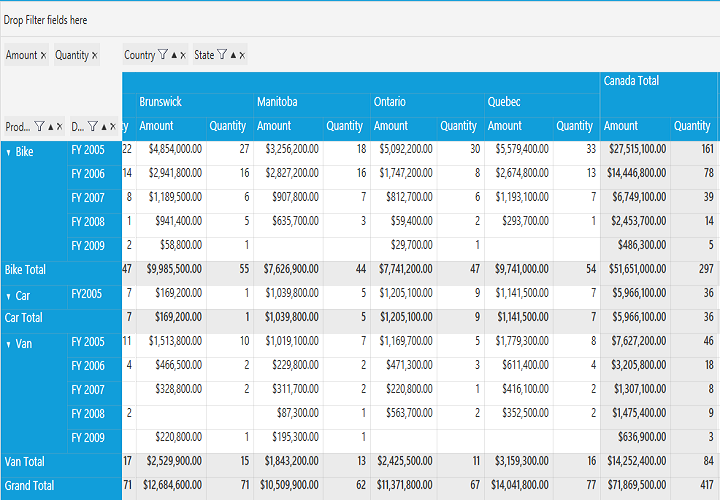 Drop Filter fields here
Amount Quantity Country State
Canada Total
Brunswick Manitoba Ontario Quebec
Prod... D... y Amount Quantity Amount Quantity Amount Quantity Amount Quantity Amount Quantity
Bike FY 2005 22 $4,854,000.00 27 $3,256,200.00 18 $5,092,200.00 30 $5,579,400.00 33 $27,515,100.00 161
FY 2006 14 $2,941,800.00 16 $2,827,200.00 16 $1,747,200.00 8 $2,674,800.00 13 $14,446,800.00 78
FY 2007 8 $1,189,500.00 6 $907,800.00 7 $812,700.00 6 $1,193,100.00 7 $6,749,100.00 39
FY 2008 1 $941,400.00 5 $635,700.00 3 $59,400.00 2 $293,700.00 1 $2,453,700.00 14
FY 2009 2 $58,800.00 1 $29,700.00 1 $486,300.00 5
Bike Total 47 $9,985,500.00 55 $7,626,900.00 44 $7,741,200.00 47 $9,741,000.00 54 $51,651,000.00 297
Car FY2005 7 $169,200.00 1 $1,039,800.00 5 $1,205,100.00 9 $1,141,500.00 7 $5,966,100.00 36
Car Total 7 $169,200.00 1 $1,039,800.00 5 $1,205,100.00 9 $1,141,500.00 7 $5,966,100.00 36
Van FY 2005 11 $1,513,800.00 10 $1,019,100.00 7 $1,169,700.00 5 $1,779,300.00 8 $7,627,200.00 46
FY 2006 4 $466,500.00 2 $229,800.00 2 $471,300.00 3 $611,400.00 4 $3,205,800.00 18
FY 2007 $328,800.00 2 $311,700.00 2 $220,800.00 1 $416,100.00 2 $1,307,100.00 8
FY 2008 2 $87,300.00 1 $563,700.00 2 $352,500.00 2 $1,475,400.00 9
FY 2009 $220,800.00 1 $195,300.00 1 $636,900.00 3
Van Total 17 $2,529,900.00 15 $1,843,200.00 13 $2,425,500.00 11 $3,159,300.00 16 $14,252,400.00 84
Grand Total 71 $12,684,600.00 71 $10,509,900.00 62 $11,371,800.00 67 $14,041,800.00 77 $71,869,500.00 417